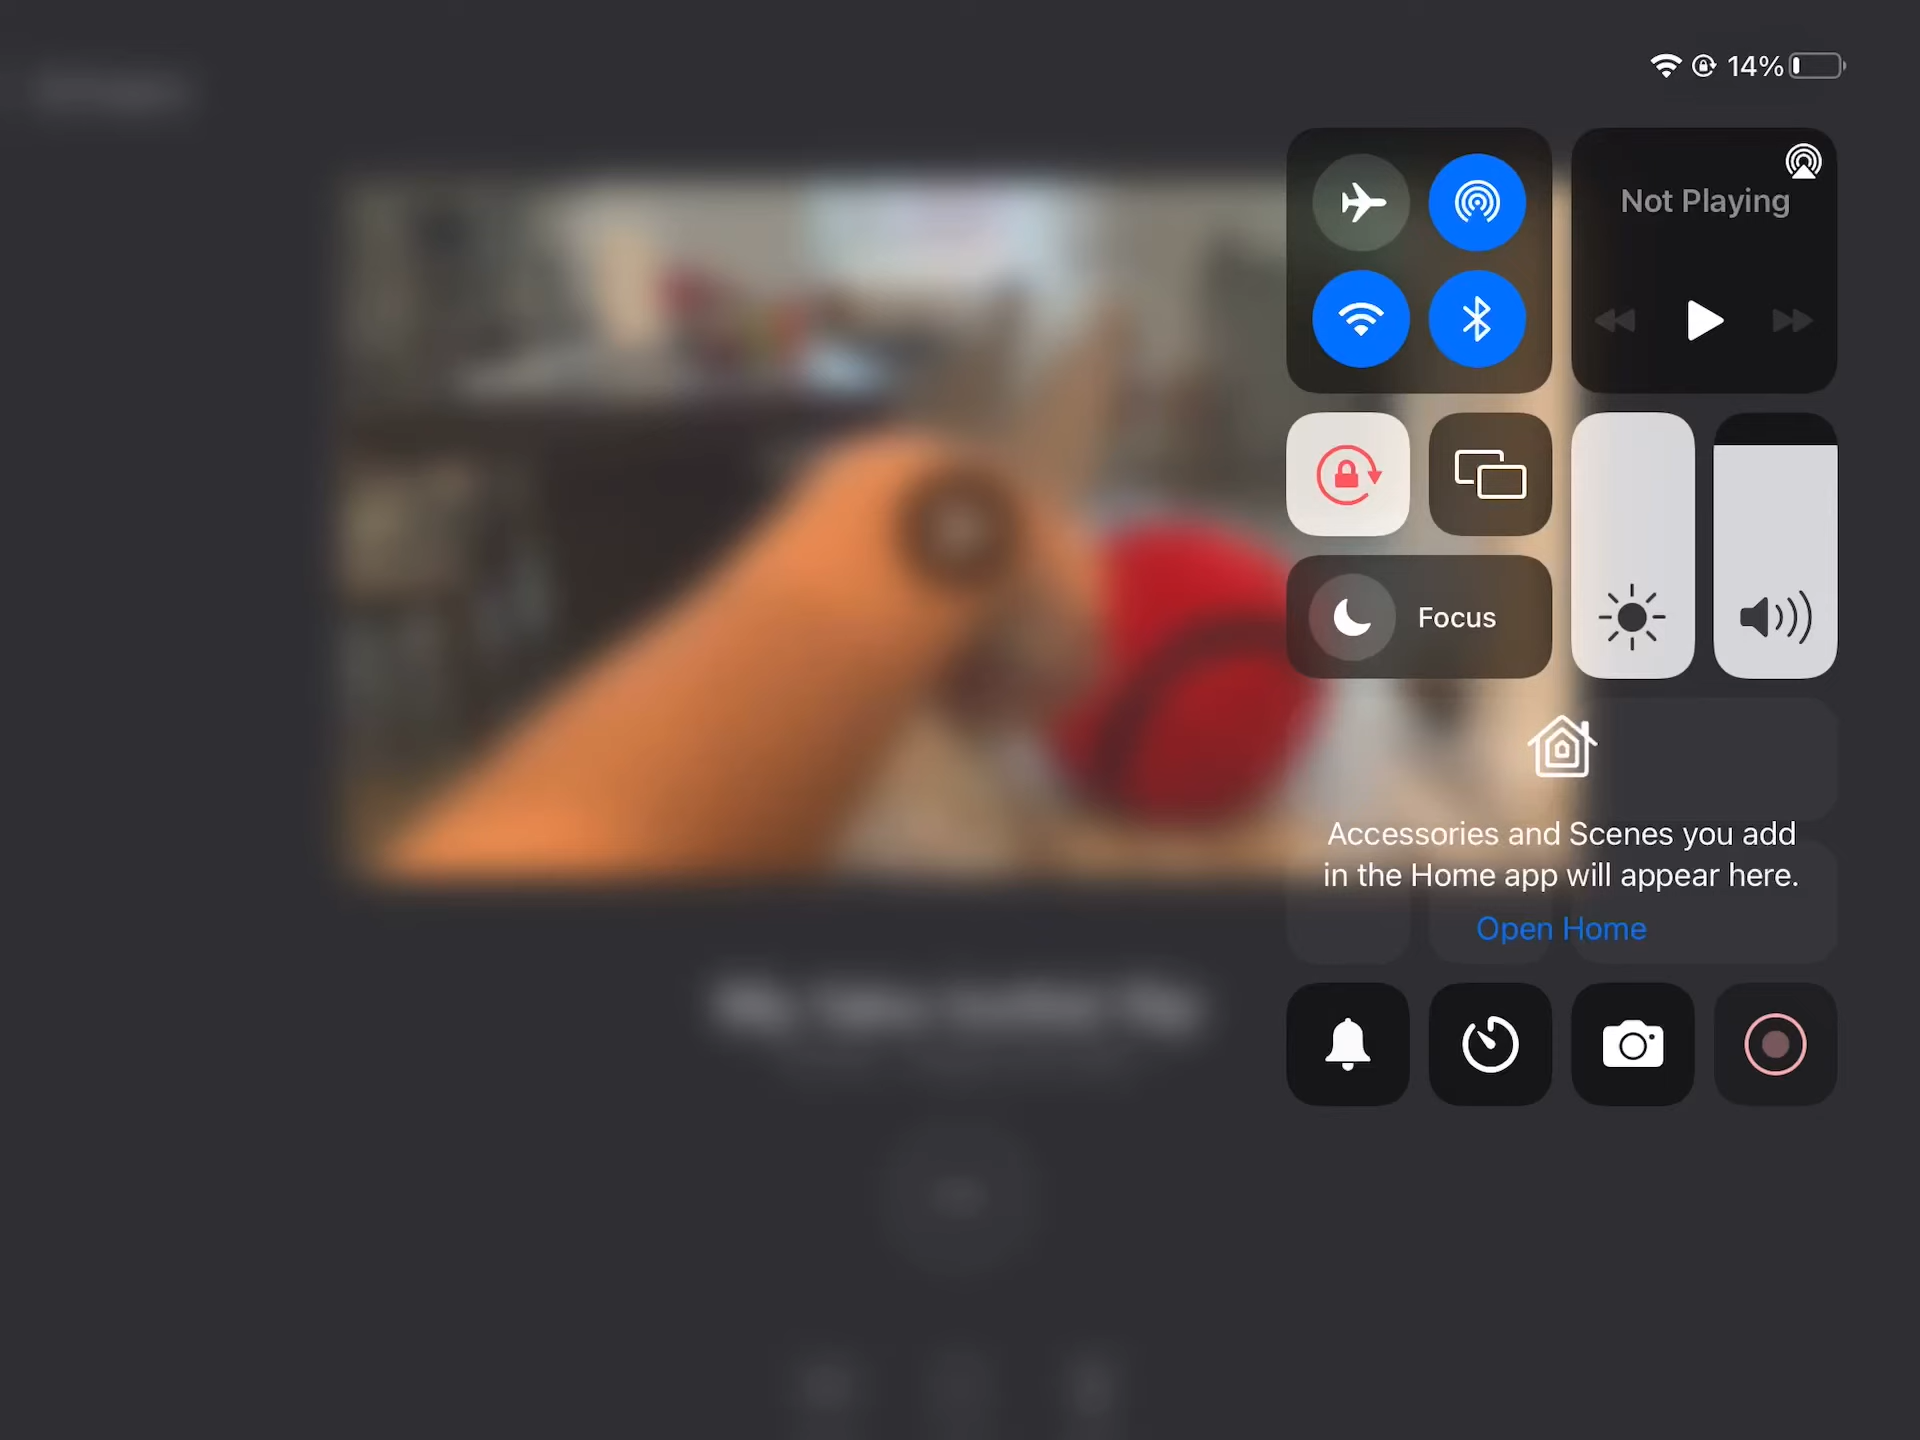 14%
Not Playing
Focus
Accessories and Scenes you add
in the Home app will appear here.
Open Home